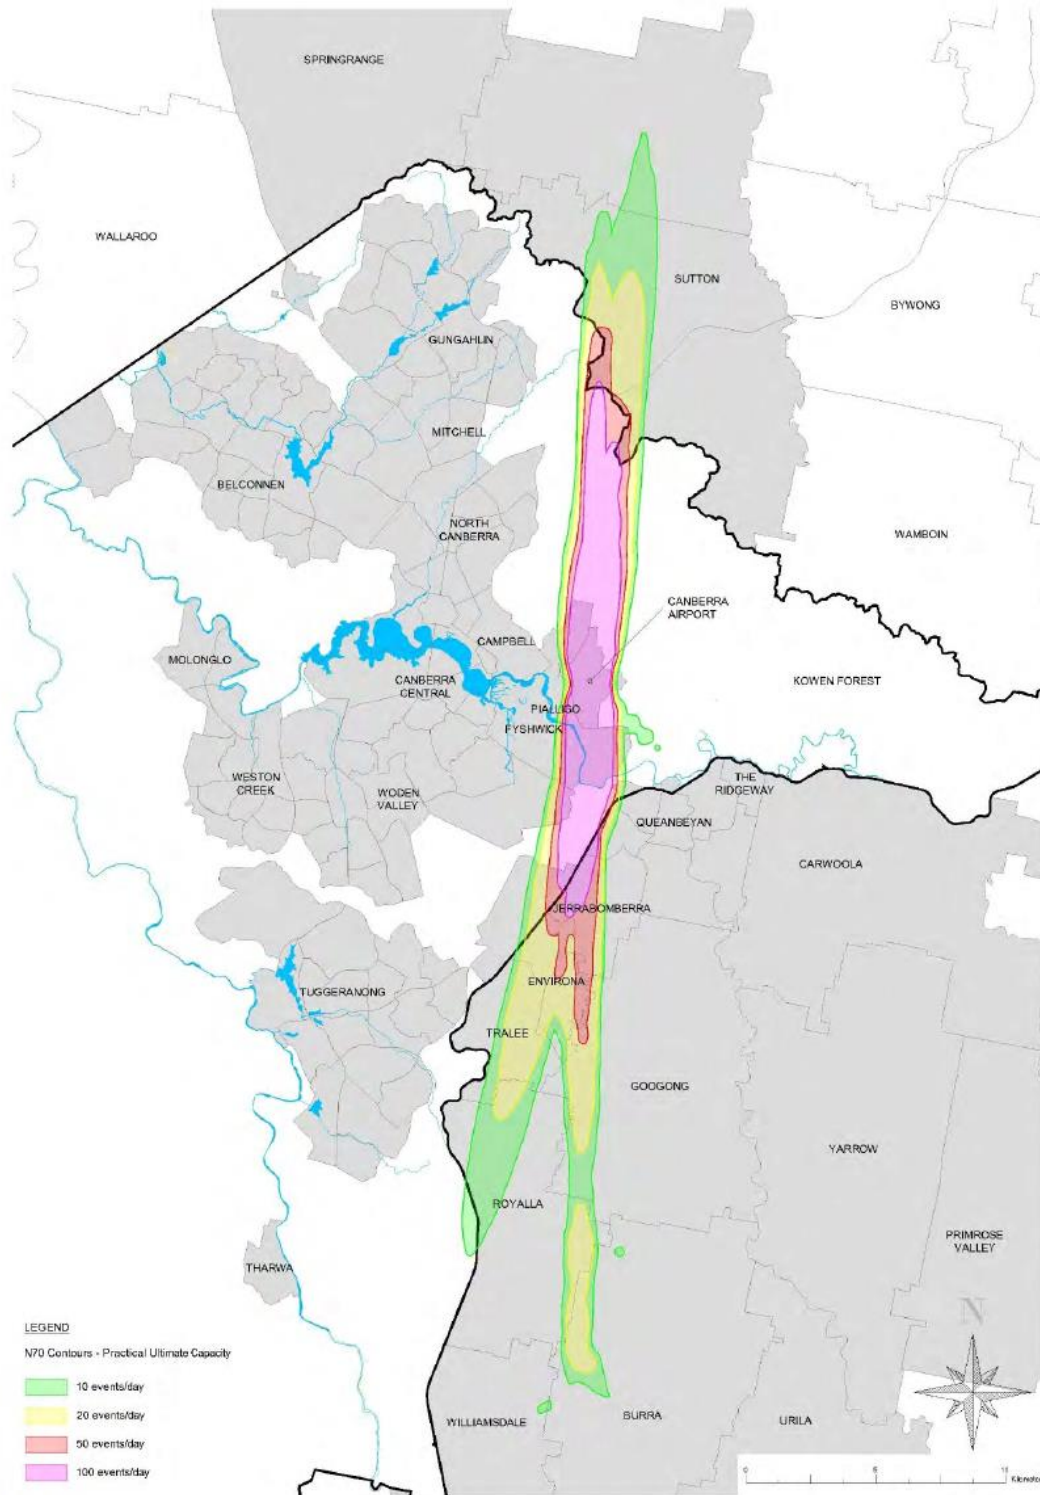 SPRINGRANGE
WALLAROO
SUTTON
BYWONG
GUNGAHLIN
MITCHELL
BELCONNEN
NORTH
CANBERRA
WAMBOIN
CANBERRA
AIRPORT
CAMPBELL
MOLONGLO
CANBERRA
CENTRAL
KOWEN FOREST
PIALLIGO
FYSHWICK
WESTON
CREEK
WODEN
VALLEY
THE
RIDGEWAY
QUEANBEYAN
CARWOOLA
JERRABOMBERRA
ENVIRONA
TUGGERANONG
TRALEE
GOOGONG
YARROW
ROYALLA
PRIMROSE
VALLEY
THARWA
N
LEGEND
N70 Contours - Practical Ultimate Capacity
10 events/day
20 events/day
50 events/day
100 events/day
WILLIAMSDALE
BURRA
URILA
0
5